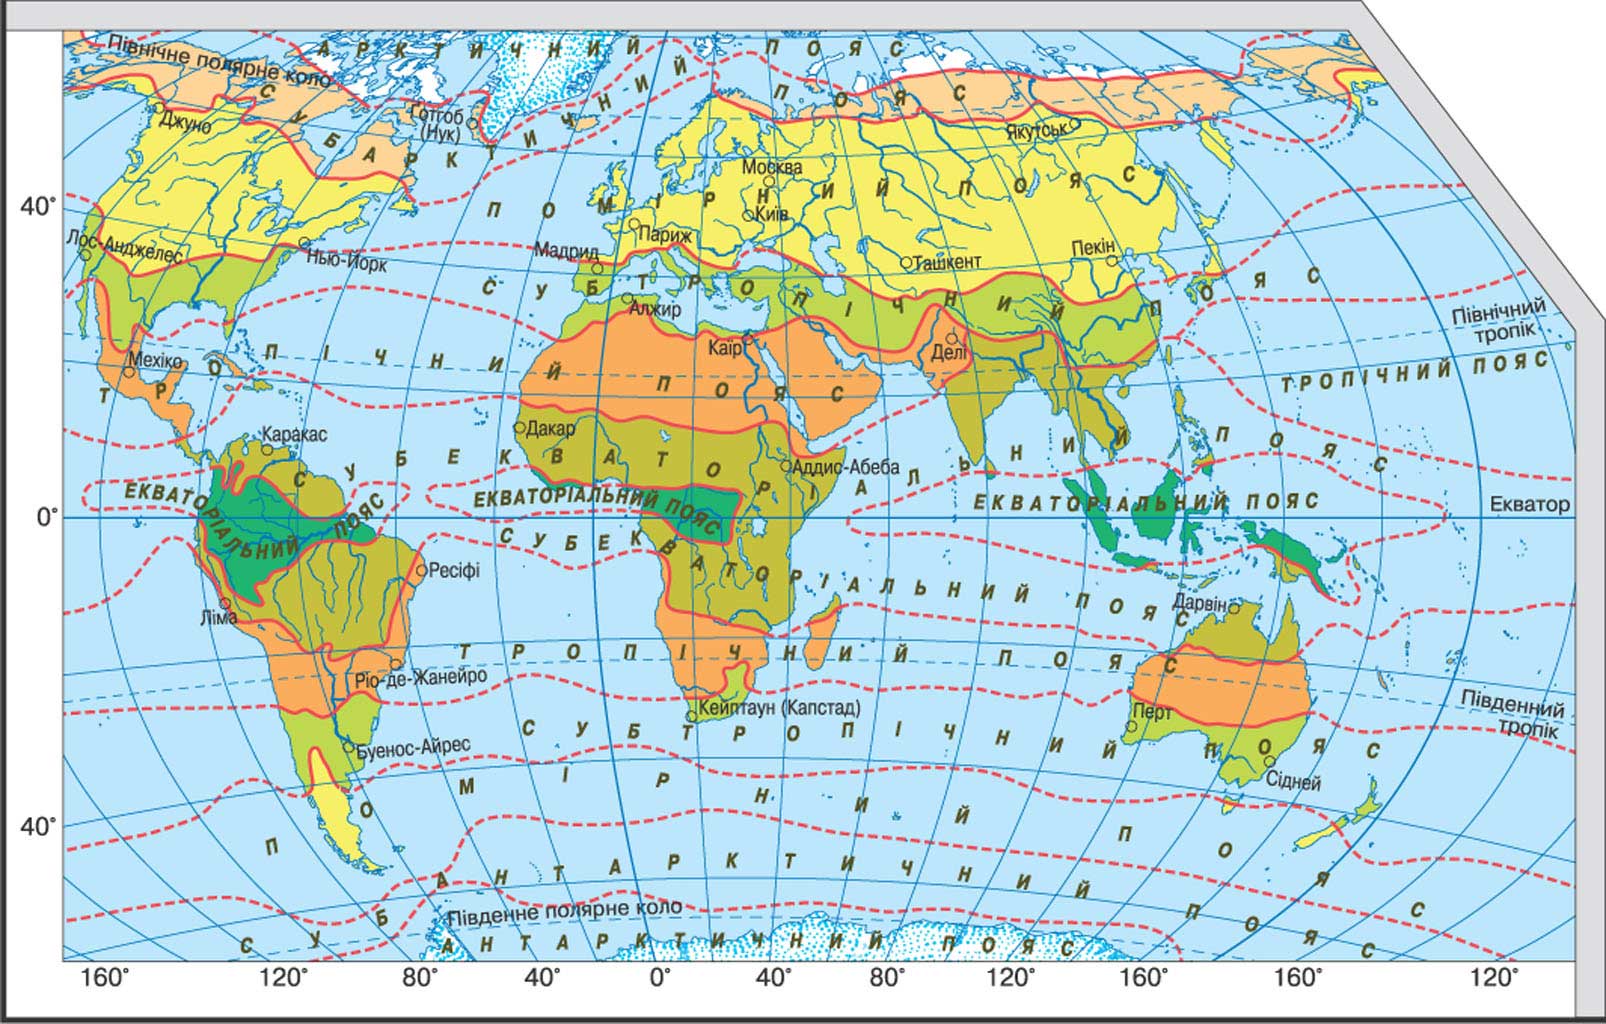 АРКТИЧНИЙ ПОЯС
Північне полярне коло
СУБАРКТИЧНИЙ ПОЯС
Джуно
Готгоб
(Нук)
Якутськ
Москва
ПОМІРНИЙ ПОЯС
Київ
40°
Париж
Лос-Анджелес
Нью-Йорк
Мадрид
Ташкент
Пекін
СУБТРОПІЧНИЙ ПОЯС
Алжир
Північний
тропік
Каїр
Делі
Мехіко
ТРОПІЧНИЙ ПОЯС
ТРОПІЧНИЙ ПОЯС
Дакар
Каракас
Аддис-Абеба
СУБЕКВАТОРІАЛЬНИЙ ПОЯС
ЕКВАТОРІАЛЬНИЙ ПОЯС
ЕКВАТОРІАЛЬНИЙ ПОЯС
ЕКВАТОРІАЛЬНИЙ ПОЯС
Екватор
0°
СУБЕКВАТОРІАЛЬНИЙ ПОЯС
Ресіфі
Ліма
Дарвін
ТРОПІЧНИЙ ПОЯС
Ріо-де-Жанейро
Південний
тропік
Кейптаун (Капстад)
Перт
СУБТРОПІЧНИЙ ПОЯС
Буенос-Айрес
Сідней
ПОМІРНИЙ ПОЯС
40°
СУБАНТАРКТИЧНИЙ ПОЯС
Південне полярне коло
АНТАРКТИЧНИЙ ПОЯС
160° 120° 80° 40° 0° 40° 80° 120° 160° 160° 120°